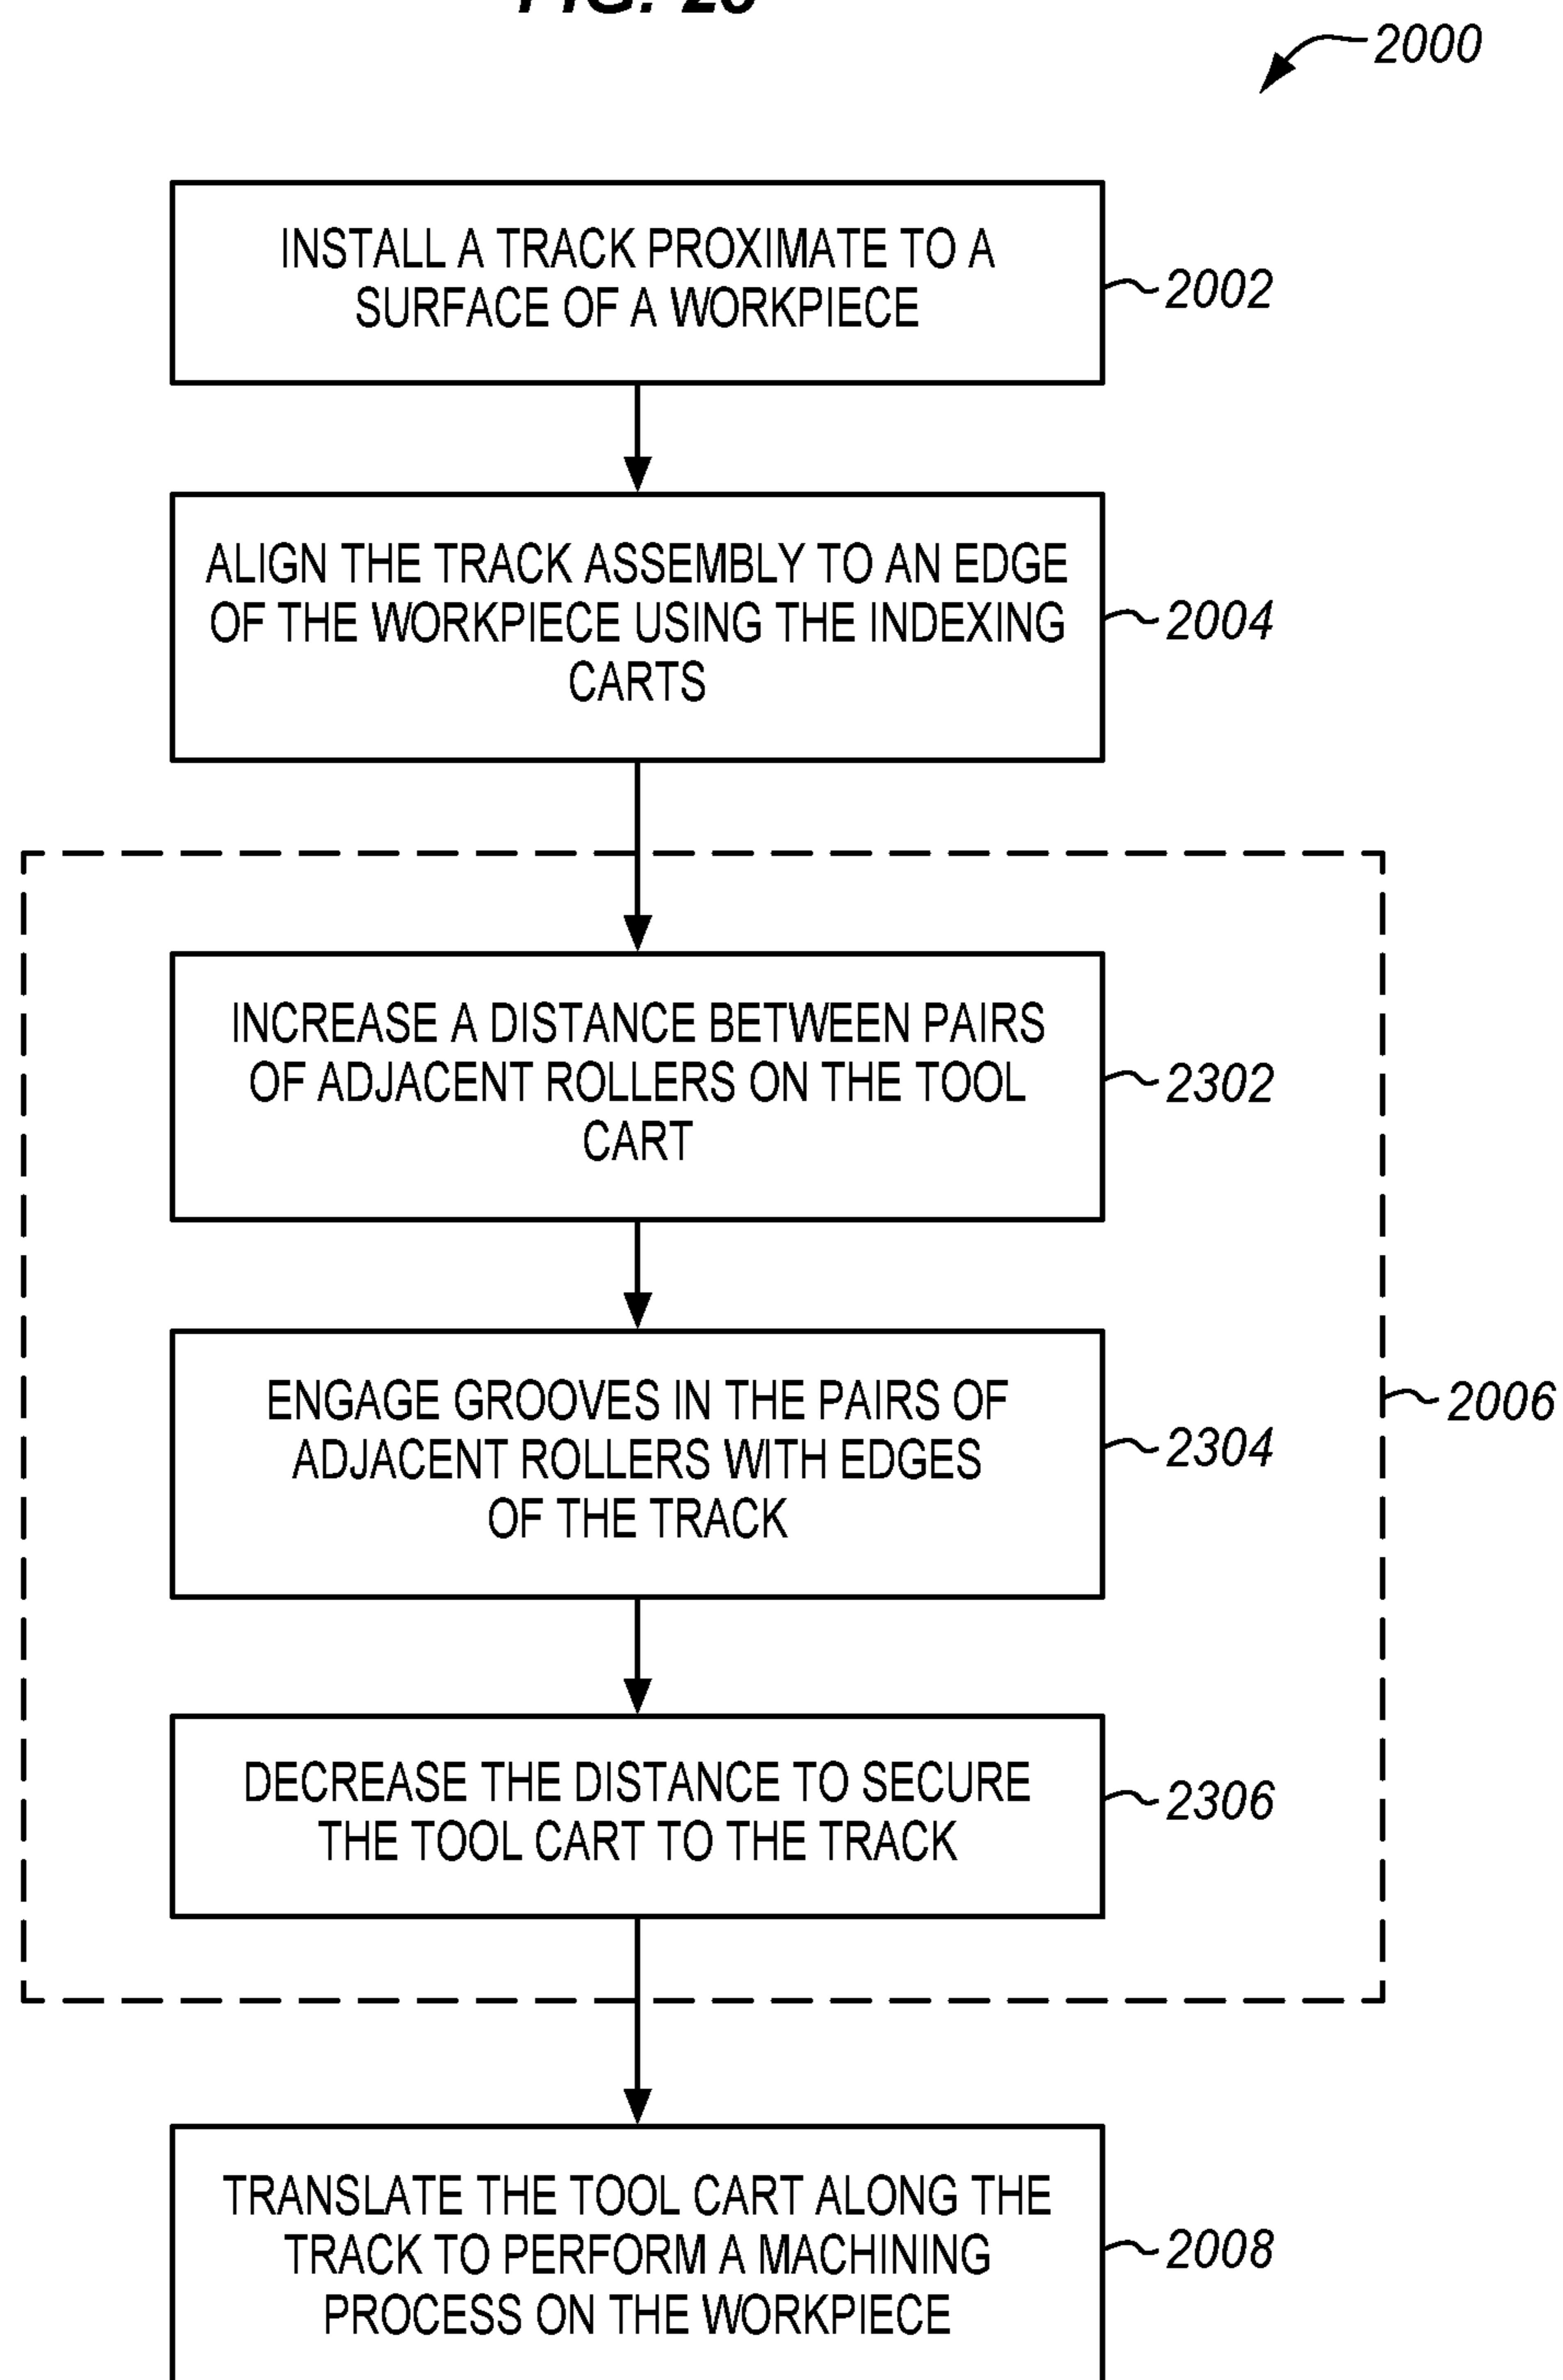 2000
INSTALL A TRACK PROXIMATE TO A
SURFACE OF A WORKPIECE
2002
ALIGN THE TRACK ASSEMBLY TO AN EDGE
OF THE WORKPIECE USING THE INDEXING
CARTS
2004
INCREASE A DISTANCE BETWEEN PAIRS
OF ADJACENT ROLLERS ON THE TOOL
CART
2302
ENGAGE GROOVES IN THE PAIRS OF
ADJACENT ROLLERS WITH EDGES
OF THE TRACK
2304
2006
DECREASE THE DISTANCE TO SECURE
THE TOOL CART TO THE TRACK
2306
TRANSLATE THE TOOL CART ALONG THE
TRACK TO PERFORM A MACHINING
PROCESS ON THE WORKPIECE
2008